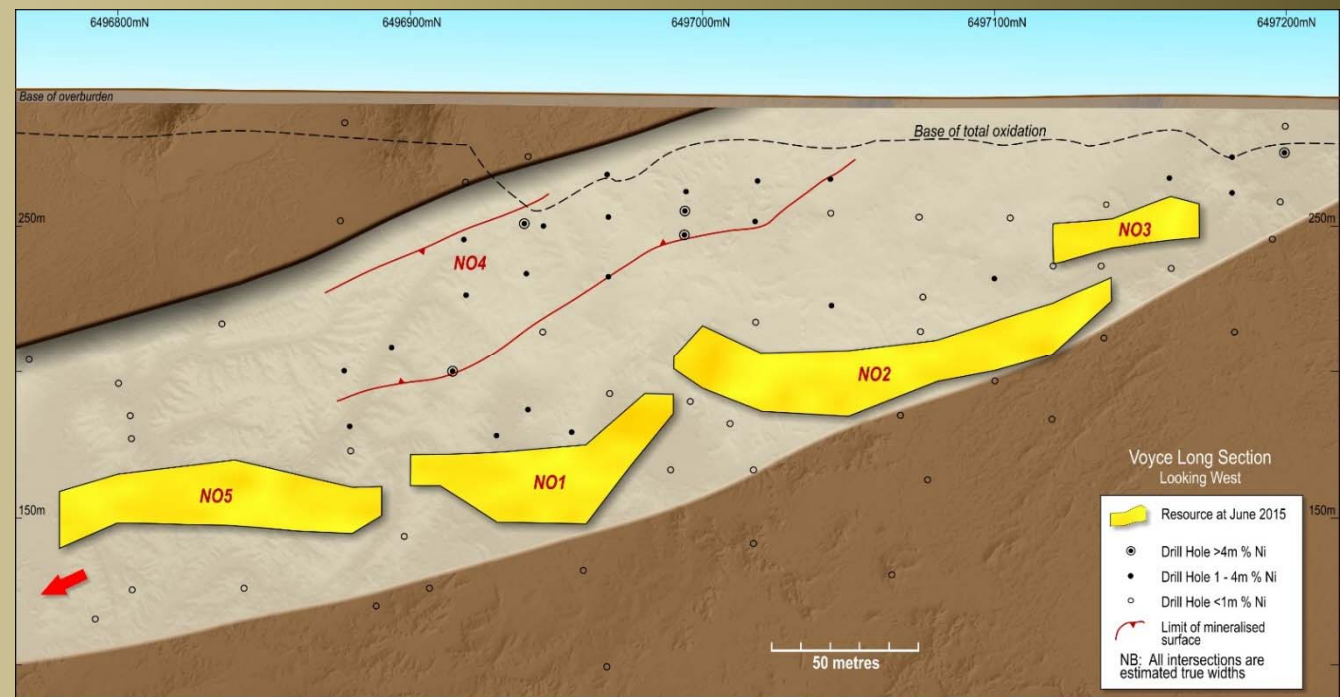 6496800mN
6496900mN
6497000mN
6497100mN
6497200mN
Base of overburden
Base of total oxidation
250m
250m
NO3
NO4
NO2
NO1
NO5
150m
150m
Voyce Long Section
Looking West
Resource at June 2015
Drill Hole >4m % Ni
Drill Hole 1 - 4m % Ni
Drill Hole <1m % Ni
Limit of mineralised
surface
NB: All intersections are
estimated true widths
50 metres